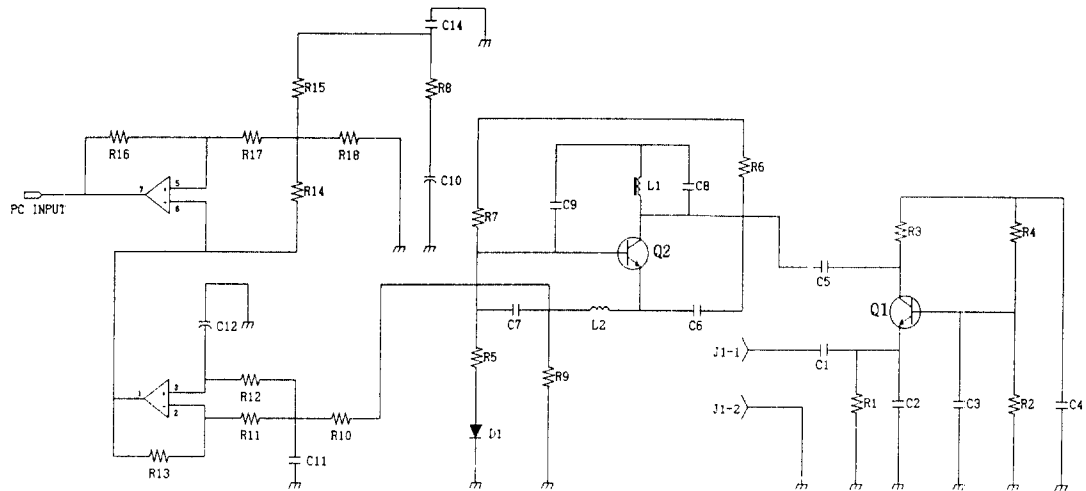 C14
R15
R8
R16
R17
R18
R6
C10
L1
C8
PC INPUT
7
5
6
R14
C9
R7
R3
R4
Q2
C5
Q1
C12
C7
L2
C6
J1-1
C1
R5
R9
1
3
2
R12
R11
R10
J1-2
R1
C2
C3
R2
C4
D1
R13
C11